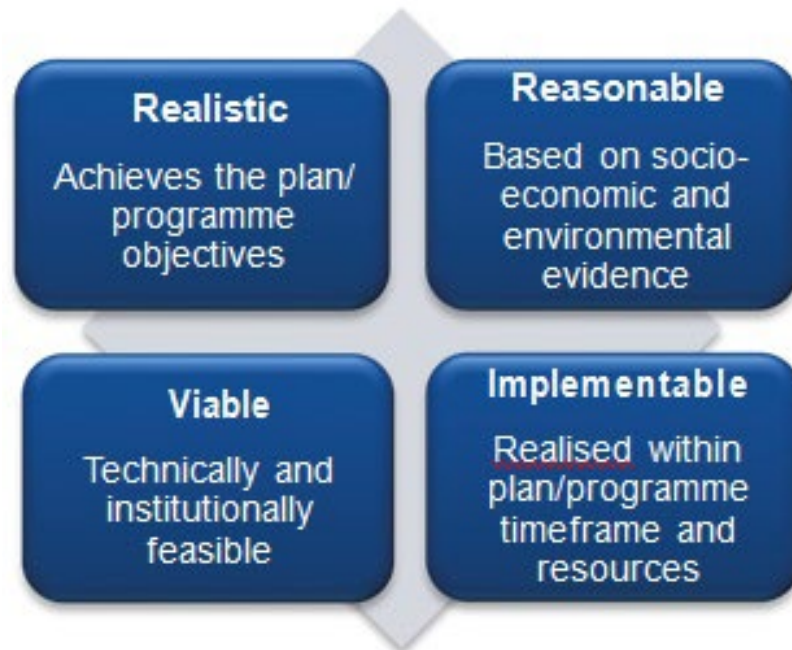 Realistic
Achieves the plan/
programme
objectives
Reasonable
Based on socio-
economic and
environmental
evidence
Viable
Technically and
institutionally
feasible
Implementable
Realised within
plan/programme
timeframe and
resources